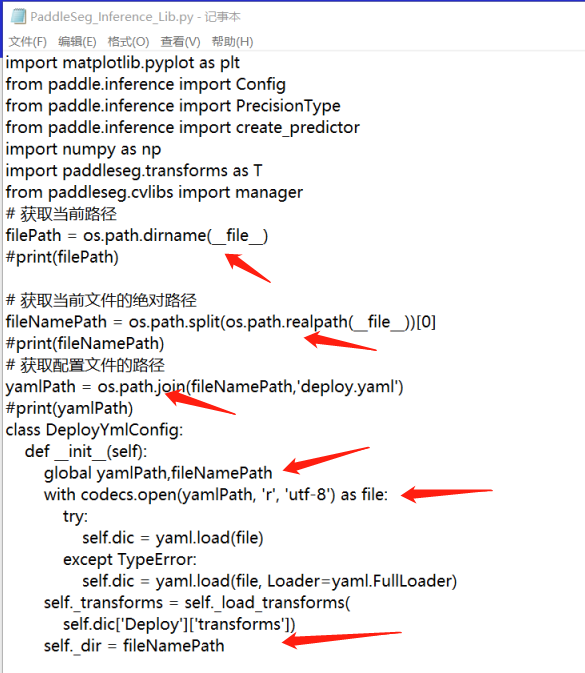 PaddleSeg_Inference_Lib.py - 记事本
文件(F) 编辑(E) 格式(O) 查看(V) 帮助(H)
import matplotlib.pyplot as plt
from paddle.inference import Config
from paddle.inference import PrecisionType
from paddle.inference import create_predictor
import numpy as np
import paddleseg.transforms as T
from paddleseg.cvlibs import manager
# 获取当前路径
filePath = os.path.dirname(__file__)
#print(filePath)
# 获取当前文件的绝对路径
fileNamePath = os.path.split(os.path.realpath(__file__))[0]
#print(fileNamePath)
# 获取配置文件的路径
yamlPath = os.path.join(fileNamePath,'deploy.yaml')
#print(yamlPath)
class DeployYmlConfig:
    def __init__(self):
        global yamlPath,fileNamePath
        with codecs.open(yamlPath, 'r', 'utf-8') as file:
            try:
                self.dic = yaml.load(file)
            except TypeError:
                self.dic = yaml.load(file, Loader=yaml.FullLoader)
        self._transforms = self._load_transforms(
            self.dic['Deploy']['transforms'])
        self._dir = fileNamePath